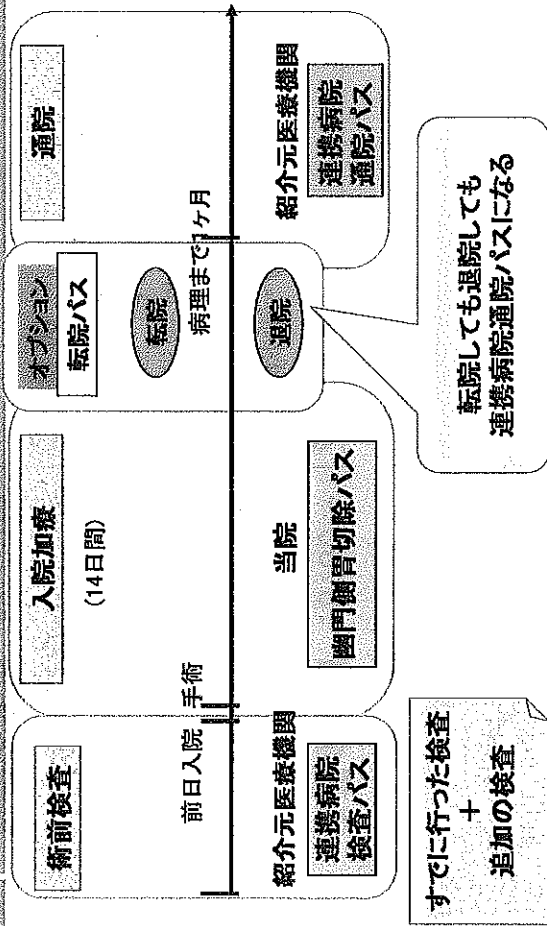 術前検査
前日入院
紹介元医療機関
連携病院
検査パス
すでに行った検査
+
追加の検査
入院加療
(14日間)
手術
当院
幽門側胃切除パス
オプション
転院パス
転院
病理まで1ヶ月
退院
転院しても退院しても
連携病院通院パスになる
通院
紹介元医療機関
連携病院
通院パス